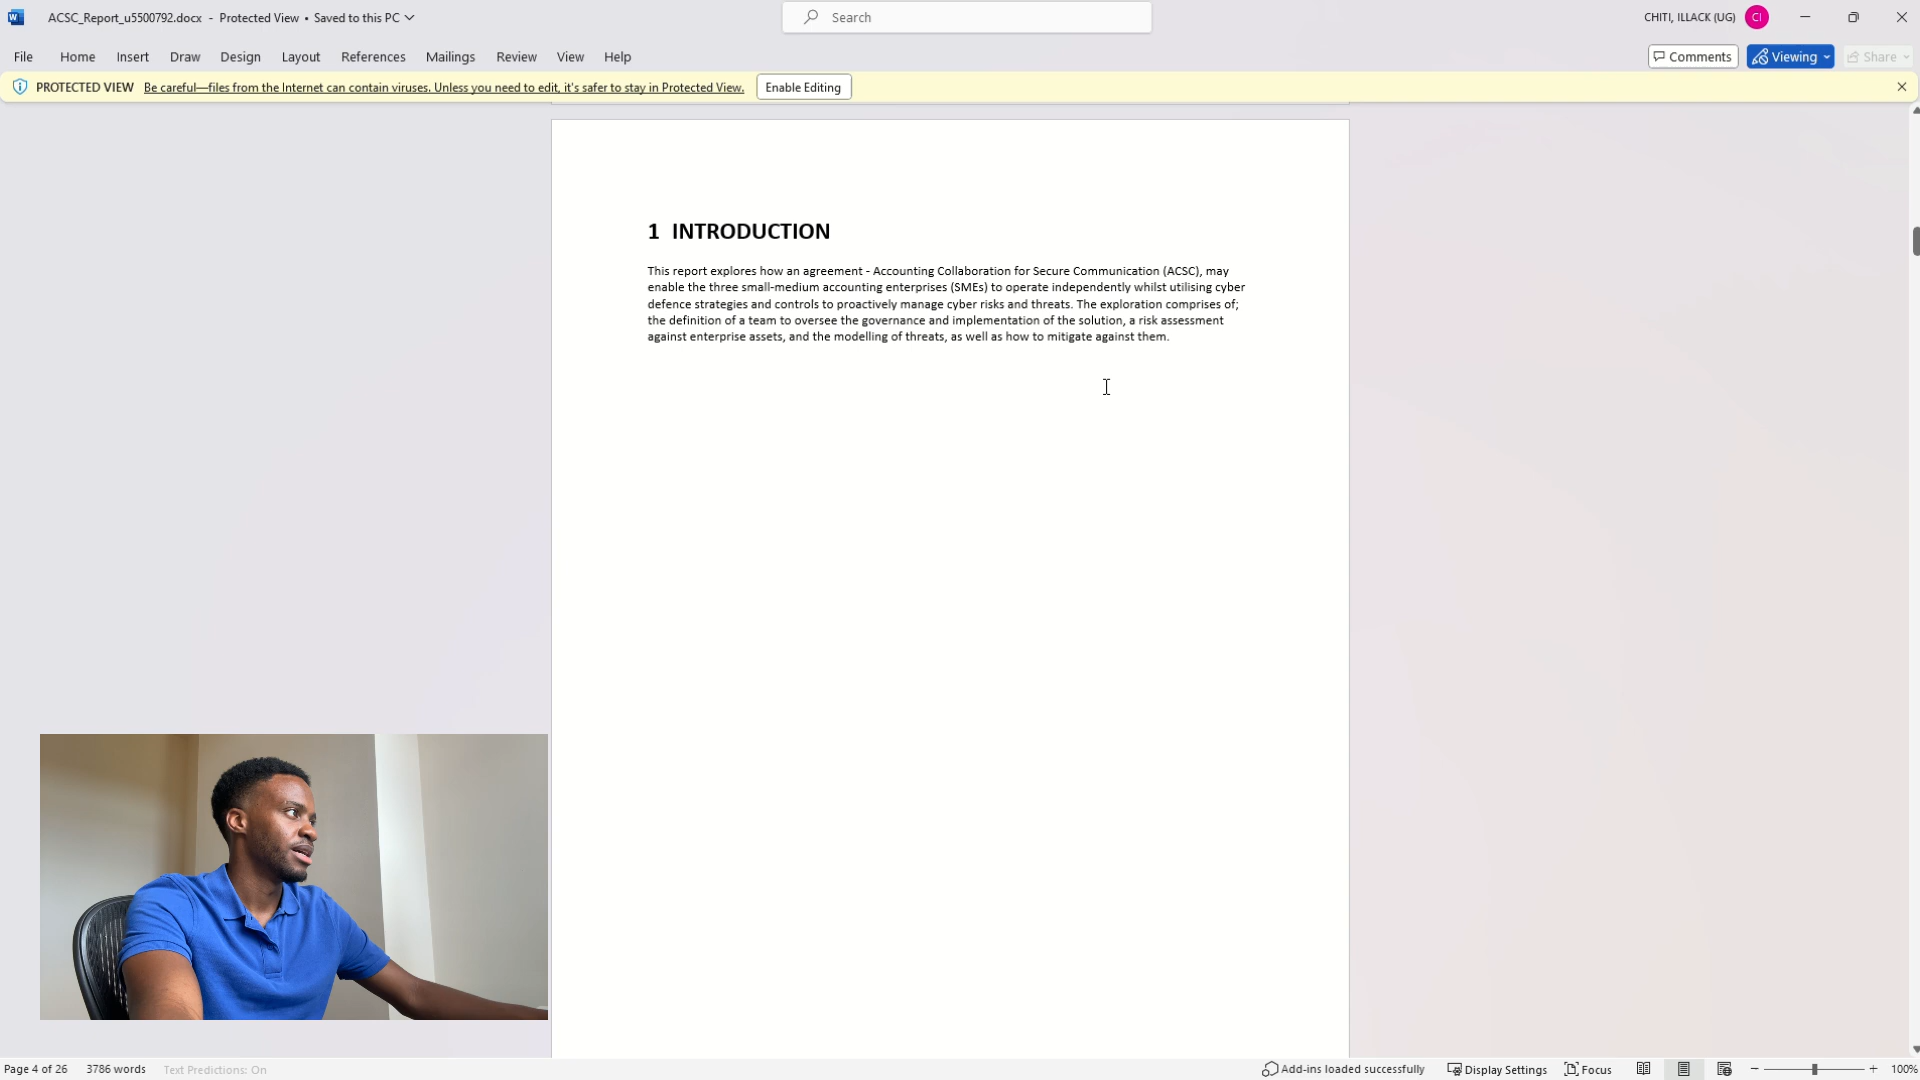 ACSC_Report_u5500792.docx - Protected View • Saved to this PC
Search
CHITI, ILLACK (UG) CI
File Home Insert Draw Design Layout References Mailings Review View Help
Comments Viewing Share
PROTECTED VIEW Be careful—files from the Internet can contain viruses. Unless you need to edit, it's safer to stay in Protected View. Enable Editing
1 INTRODUCTION
This report explores how an agreement - Accounting Collaboration for Secure Communication (ACSC), may
enable the three small-medium accounting enterprises (SMEs) to operate independently whilst utilising cyber
defence strategies and controls to proactively manage cyber risks and threats. The exploration comprises of;
the definition of a team to oversee the governance and implementation of the solution, a risk assessment
against enterprise assets, and the modelling of threats, as well as how to mitigate against them.
Page 4 of 26 3786 words Text Predictions: On Add-ins loaded successfully Display Settings Focus 100%